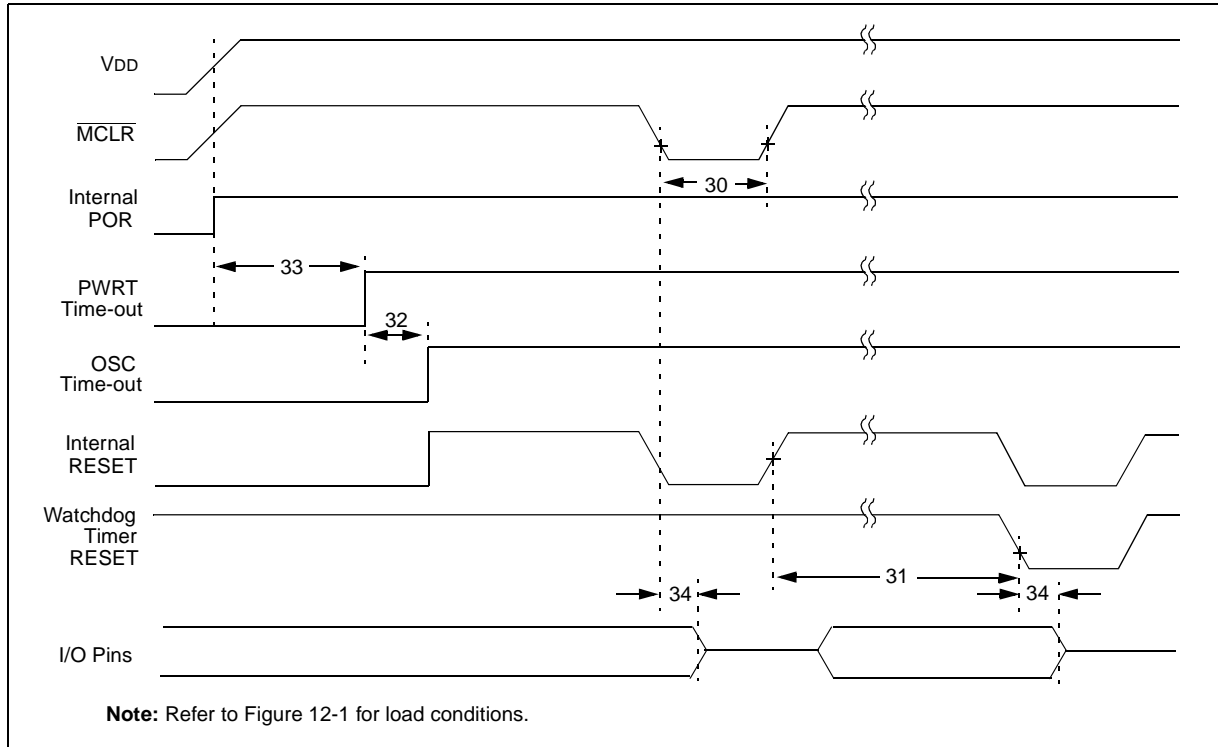 VDD
MCLR
30
Internal
POR
33
PWRT
Time-out
32
OSC
Time-out
Internal
RESET
Watchdog
Timer
RESET
31
34
34
I/O Pins
Note: Refer to Figure 12-1 for load conditions.